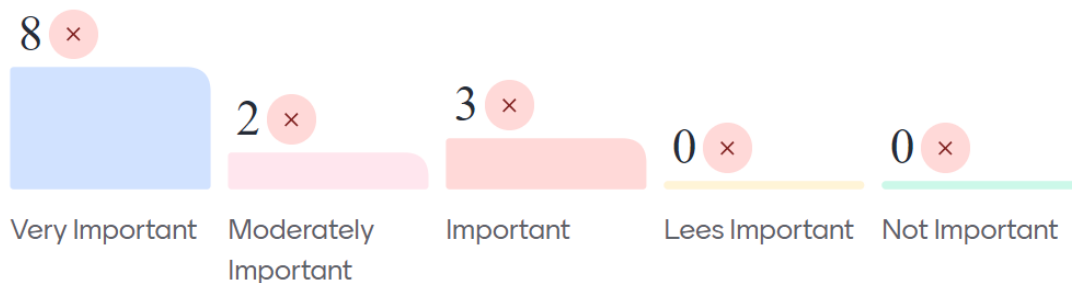 8 ×
2 ×
3 ×
0 ×
0 ×
Very Important
Moderately
Important
Important
Lees Important
Not Important